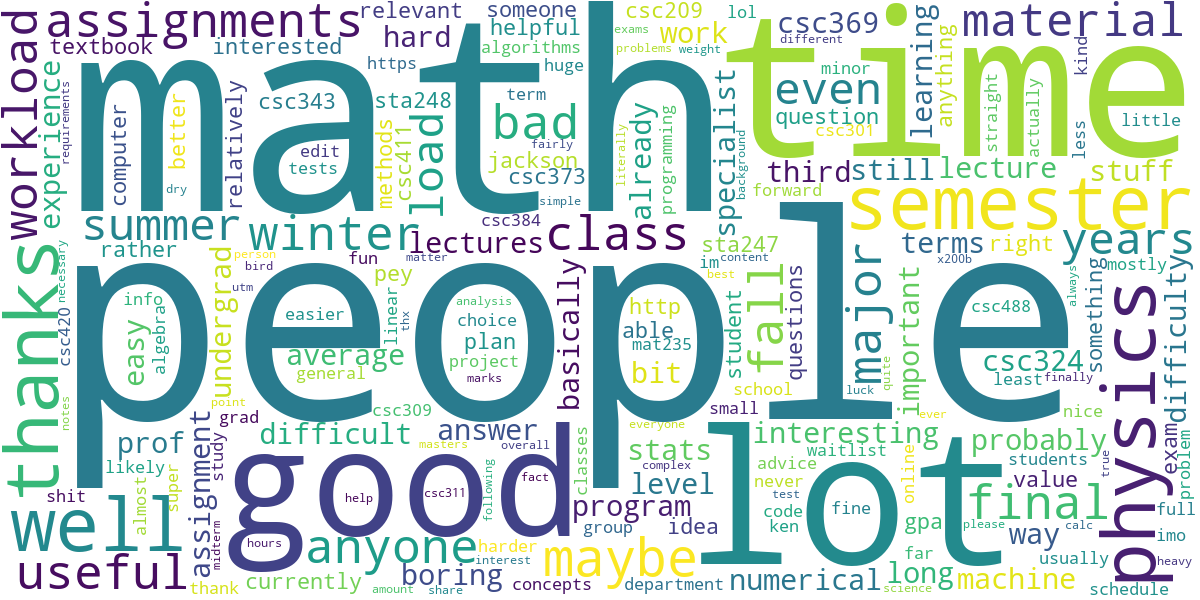 assignments
relevant
someone
helpful
csc209
lol
exams
csc369
different
material
textbook
interested
hard
algorithms
work
problems
weight
kind
https
huge
math
time
minor
learning
anything
workload
experience
requirements
computer
better
csc343
sta248
term
even
question
straight
actually
less
little
relatively
load
bad
specialist
edit
tests
methods
csc411
jackson
csc373
fairly
literally
already
programming
background
csc301
dry
simple
third
still
lecture
stuff
forward
semester
summer
winter
lectures
csc384
class
sta247
terms
right
x200b
years
rather
fun
matter
im
content
best
mostly
thanks
csc420
necessary
person
bird
utm
pey
undergrad
http
fall
major
important
csc488
always
something
difficulty
info
easy
algebra
easier
linear
analysis
choice
thx
plan
project
marks
people
able
mat235
bit
student
questions
csc324
least
finally
physics
average
general
basically
school
luck
quite
nice
notes
point
grad
csc309
small
everyone
ever
exam
prof
assignment
study
difficult
answer
masters
overall
stats
interesting
probably
likely
almost
super
complex
level
advice
waitlist
never
students
true
problem
shit
midterm
good
help
csc311
following
fact
classes
program
test
code
ken
fine
lot
online
gpa
value
final
please
way
calc
full
imo
well
hours
anyone
harder
interest
group
idea
far
usually
heavy
useful
thank
currently
amount
boring
share
concepts
maybe
department
numerical
long
science
machine
schedule